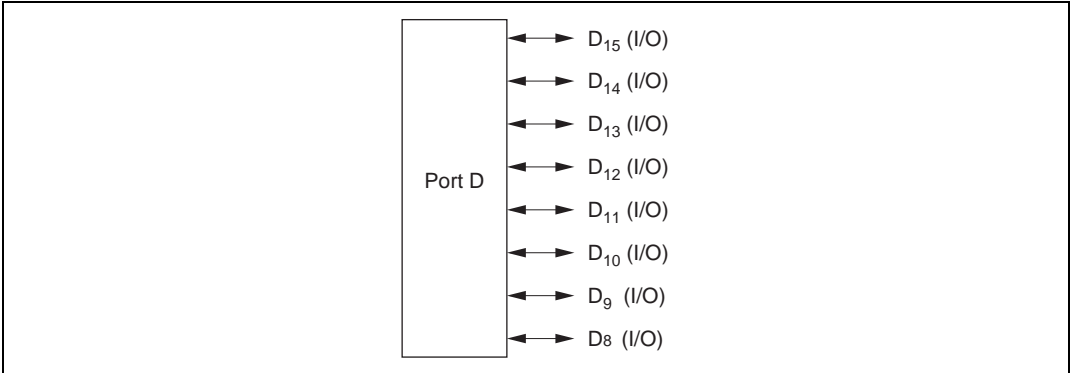 D15 (I/O)
D14 (I/O)
D13 (I/O)
D12 (I/O)
Port D
D11 (I/O)
D10 (I/O)
D9 (I/O)
D8 (I/O)